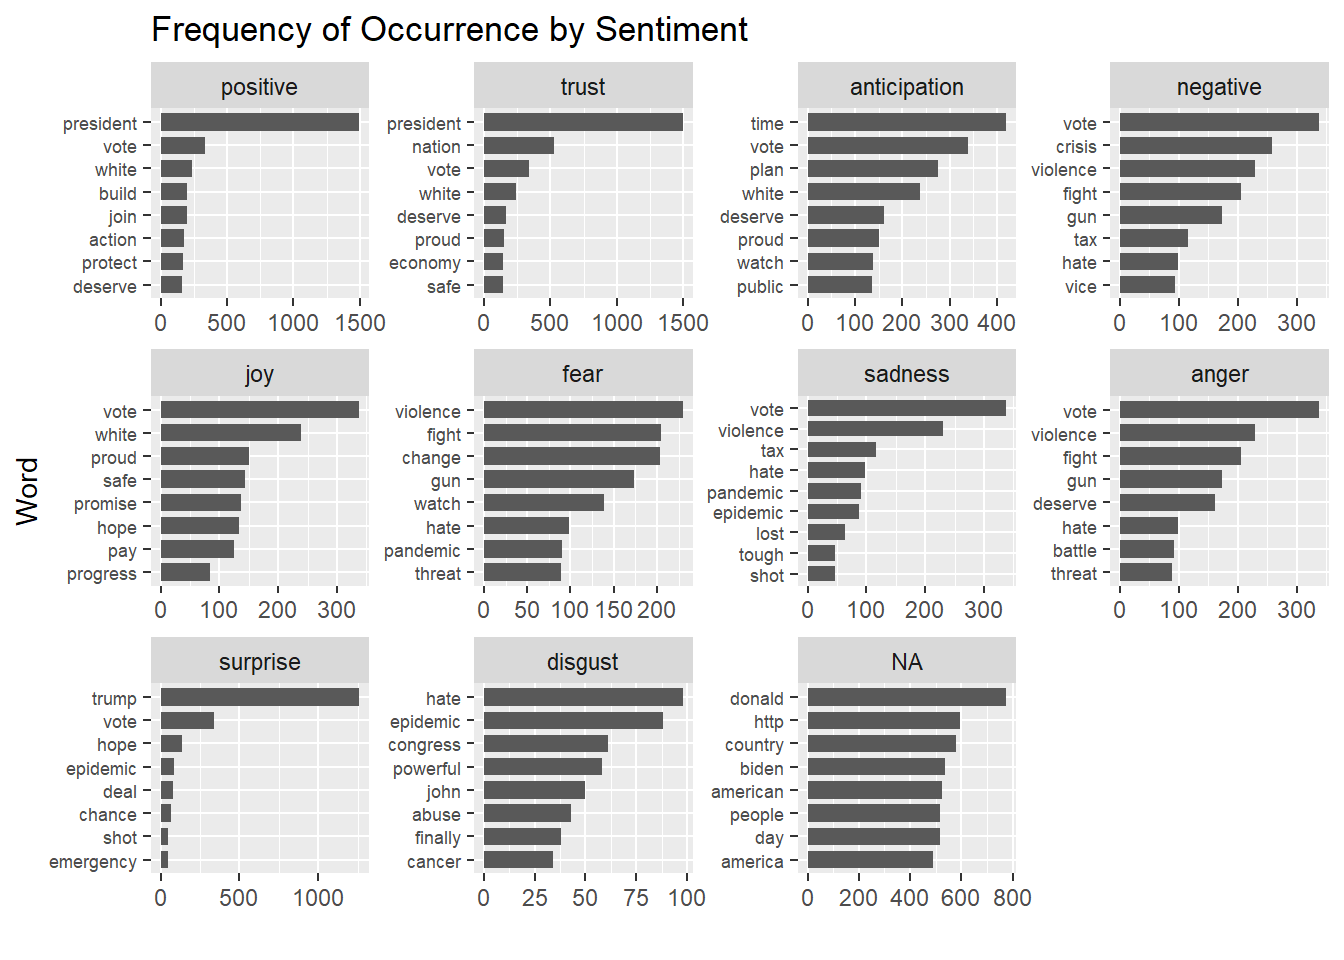 Frequency of Occurrence by Sentiment
positive
president
vote
white
build
join
action
protect
deserve
0 500 1000 1500
trust
president
nation
vote
white
deserve
proud
economy
safe
0 500 1000 1500
anticipation
time
vote
plan
white
deserve
proud
watch
public
0 100 200 300 400
negative
vote
crisis
violence
fight
gun
tax
hate
vice
0 100 200 300
Word
joy
vote
white
proud
safe
promise
hope
pay
progress
0 100 200 300
fear
violence
fight
change
gun
watch
hate
pandemic
threat
0 50 100 150 200
sadness
vote
violence
tax
hate
pandemic
epidemic
lost
tough
shot
0 100 200 300
anger
vote
violence
fight
gun
deserve
hate
battle
threat
0 100 200 300
surprise
trump
vote
hope
epidemic
deal
chance
shot
emergency
0 500 1000
disgust
hate
epidemic
congress
powerful
john
abuse
finally
cancer
0 25 50 75 100
NA
donald
http
country
biden
american
people
day
america
0 200 400 600 800